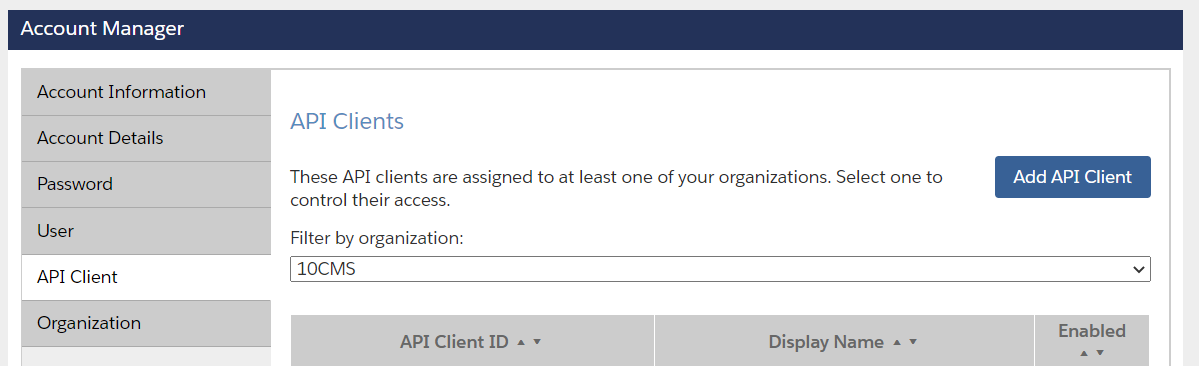 Account Manager
Account Information
Account Details
Password
User
API Client
Organization
API Clients
These API clients are assigned to at least one of your organizations. Select one to
control their access.
Add API Client
Filter by organization:
10CMS
API Client ID
Display Name
Enabled